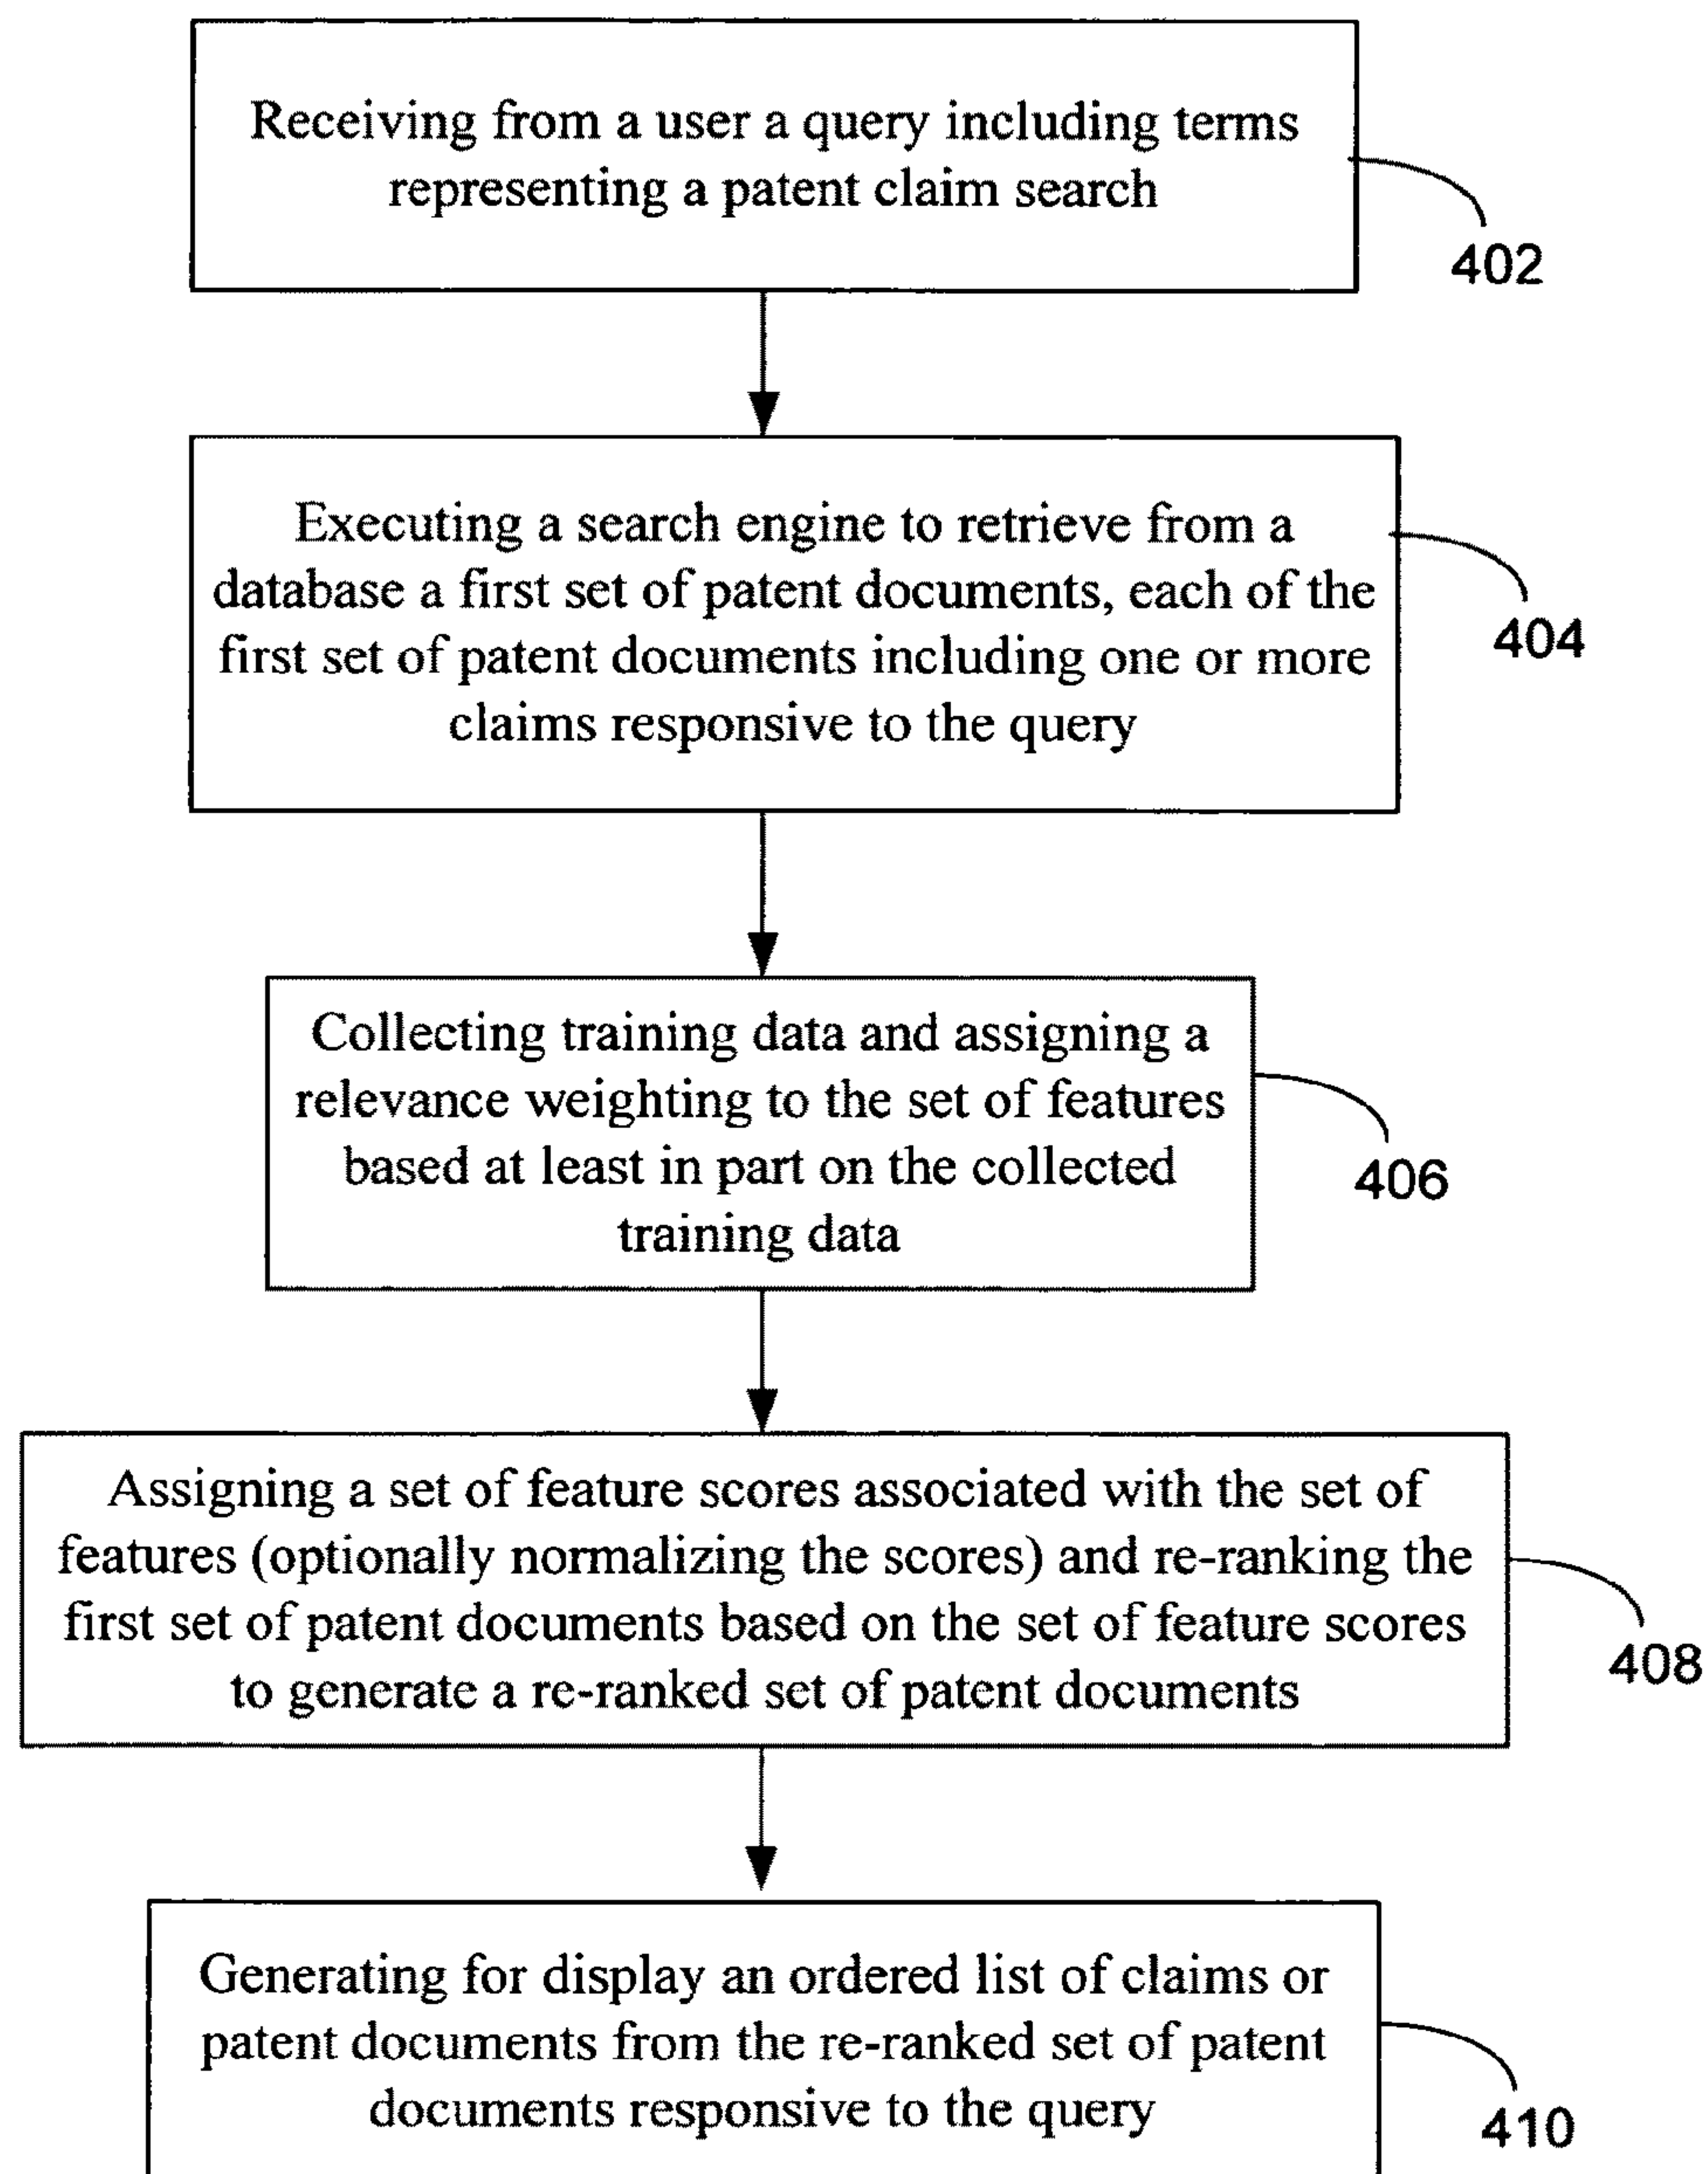 Receiving from a user a query including terms
representing a patent claim search
402
Executing a search engine to retrieve from a
database a first set of patent documents, each of the
first set of patent documents including one or more
claims responsive to the query
404
Collecting training data and assigning a
relevance weighting to the set of features
based at least in part on the collected
training data
406
Assigning a set of feature scores associated with the set of
features (optionally normalizing the scores) and re-ranking the
first set of patent documents based on the set of feature scores
to generate a re-ranked set of patent documents
408
Generating for display an ordered list of claims or
patent documents from the re-ranked set of patent
documents responsive to the query
410